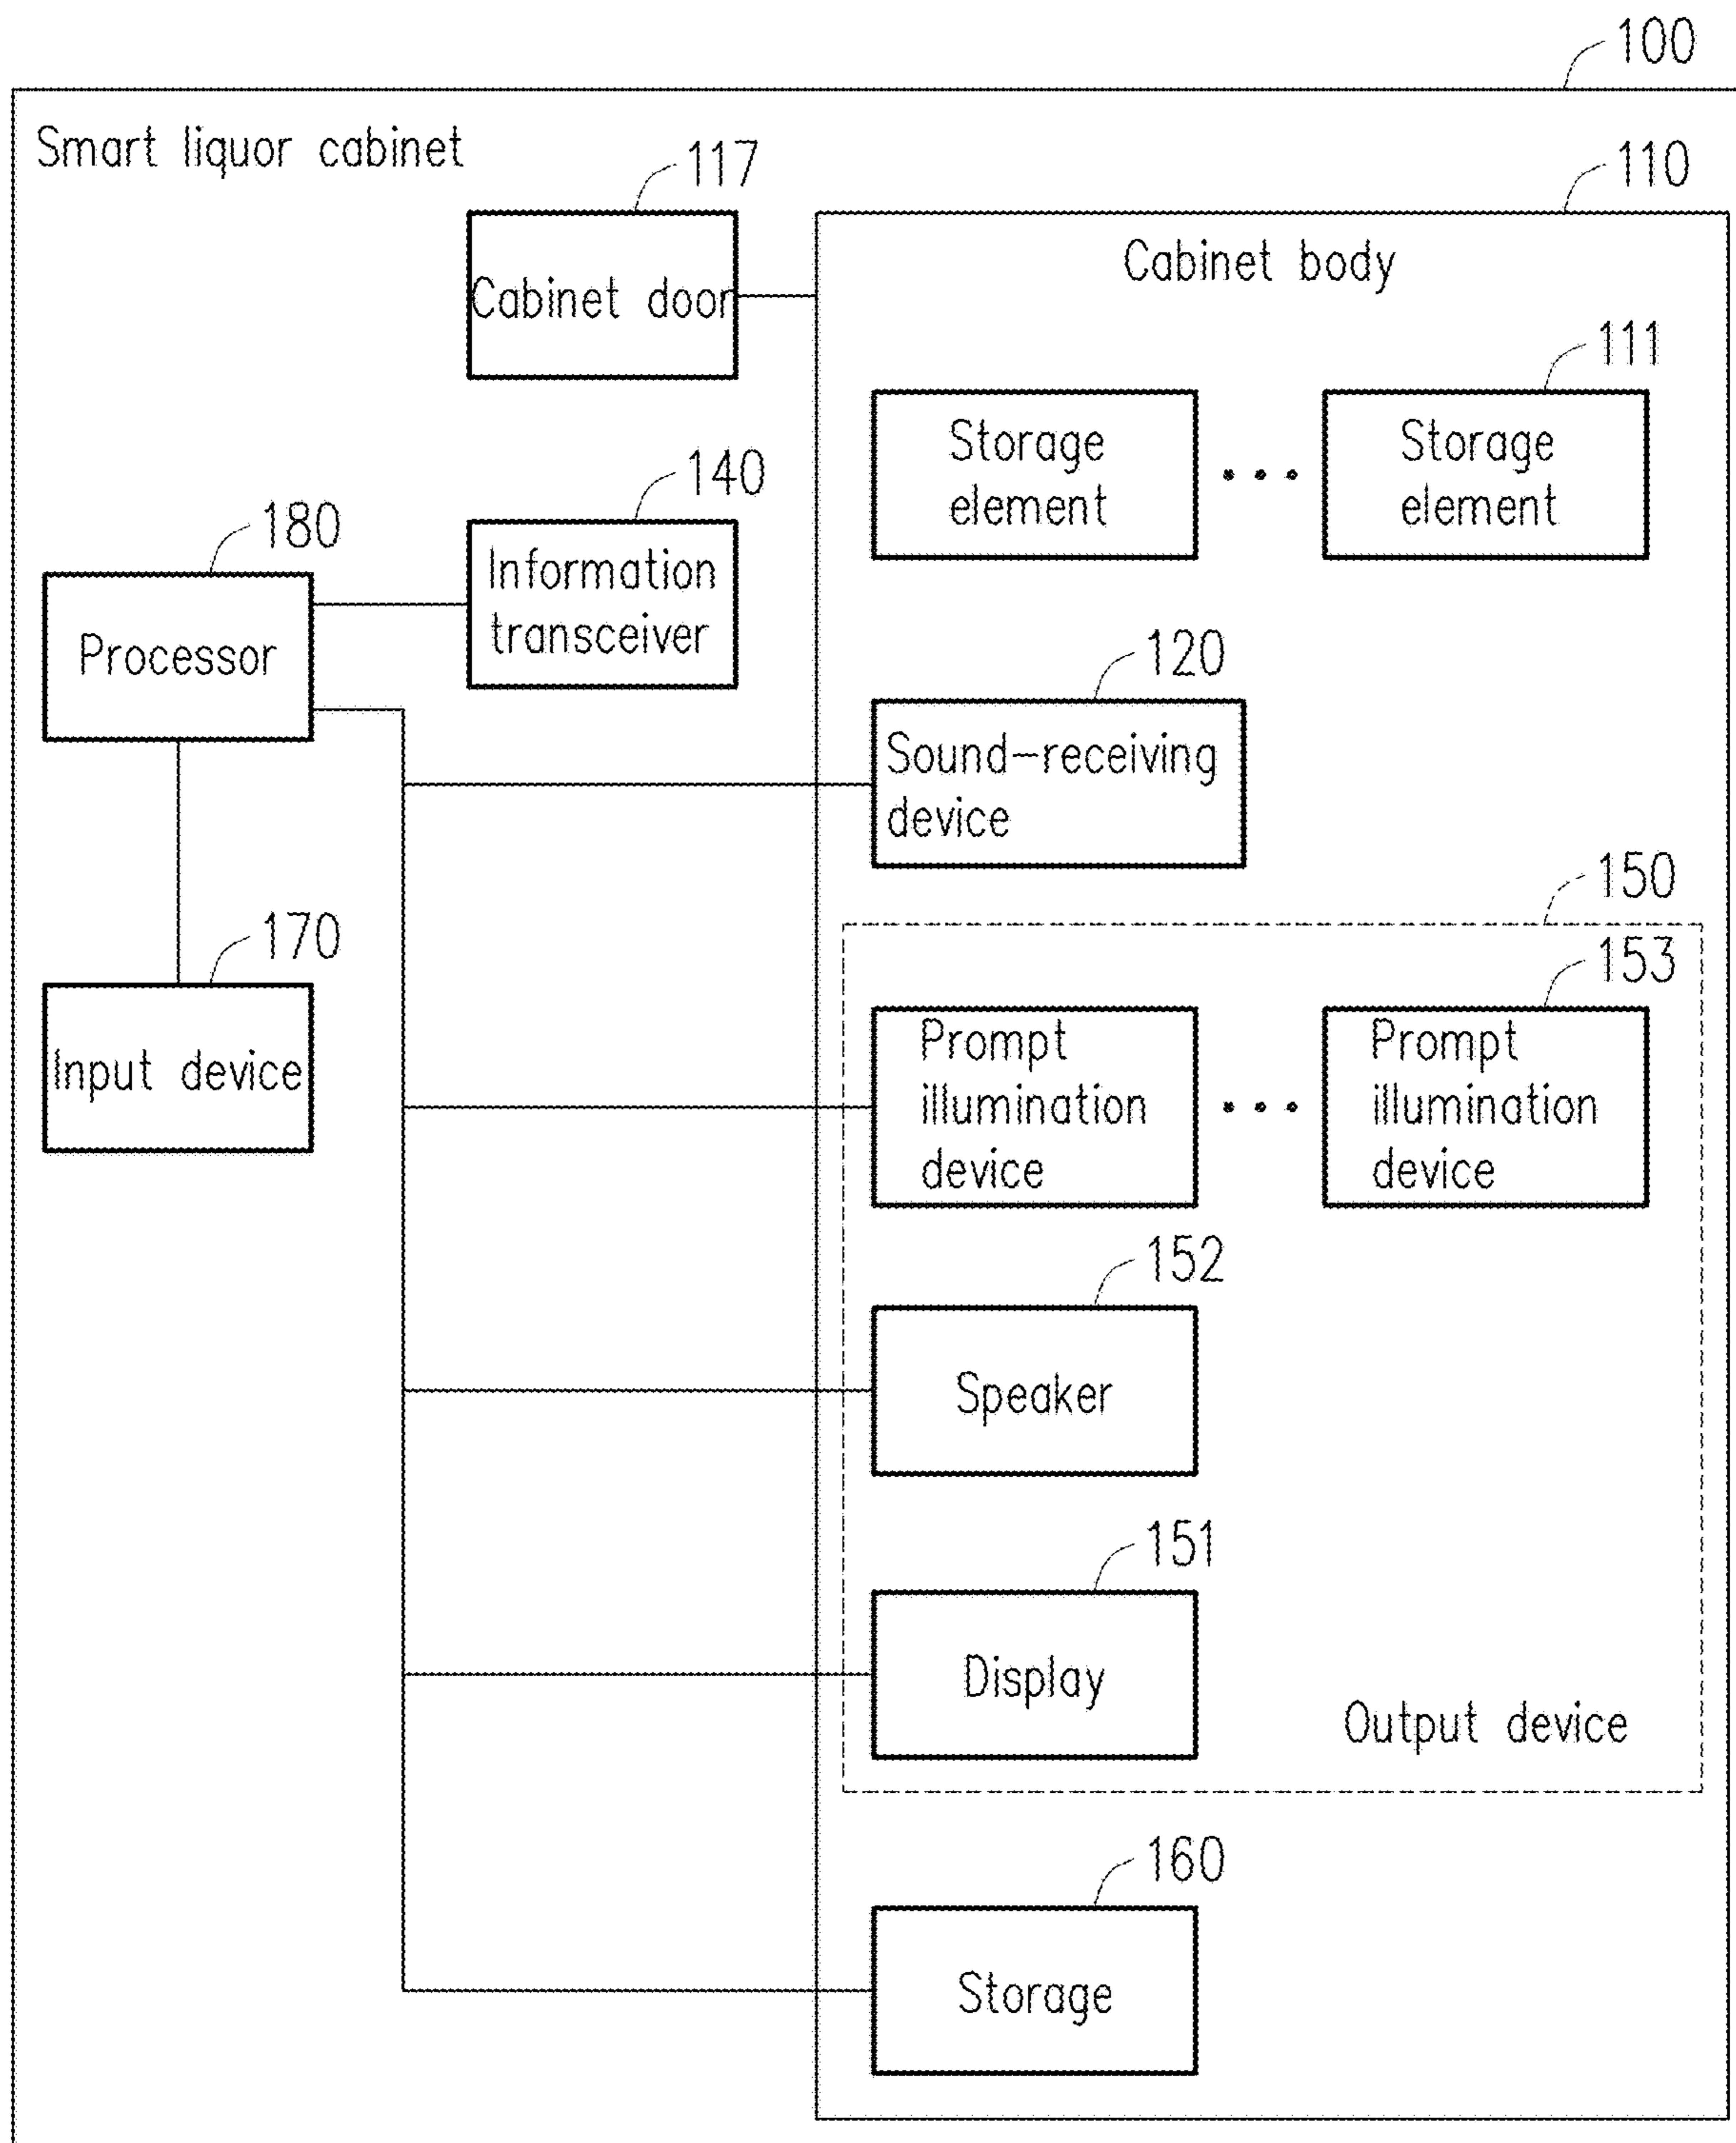 100
Smart liquor cabinet
117
110
Cabinet door
Cabinet body
111
Storage
element
...
Storage
element
140
180
Information
transceiver
Processor
120
Sound-receiving
device
150
170
153
Input device
Prompt
illumination
device
...
Prompt
illumination
device
152
Speaker
151
Display
Output device
160
Storage